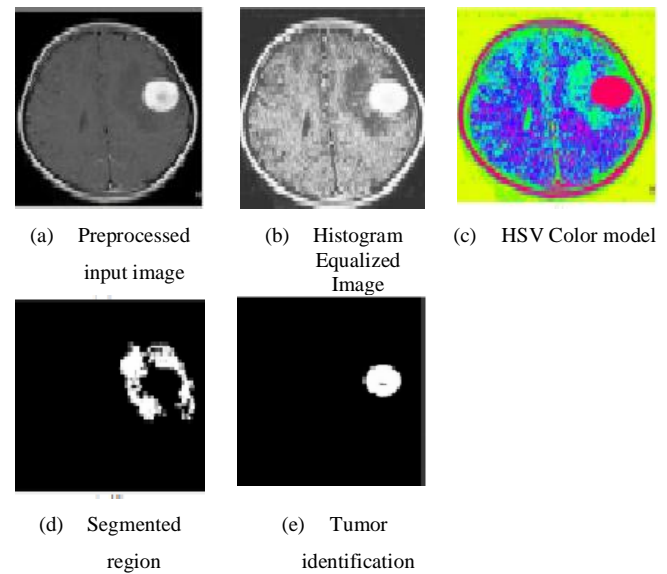 (a) Preprocessed
input image
(b) Histogram
Equalized
Image
(c) HSV Color model
(d) Segmented
region
(e) Tumor
identification